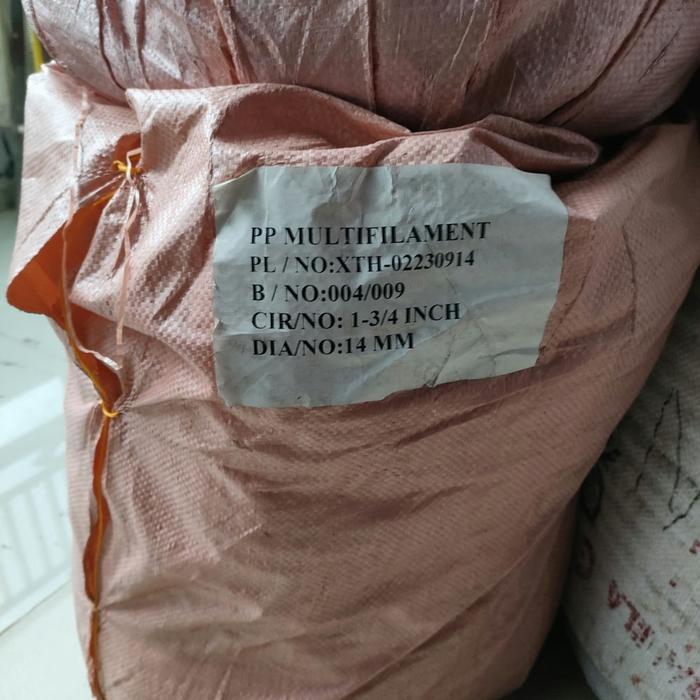 PP MULTIFILAMENT
PL / NO:XTH-02230914
B / NO:004/009
CIR/NO: 1-3/4 INCH
DIA/NO:14 MM